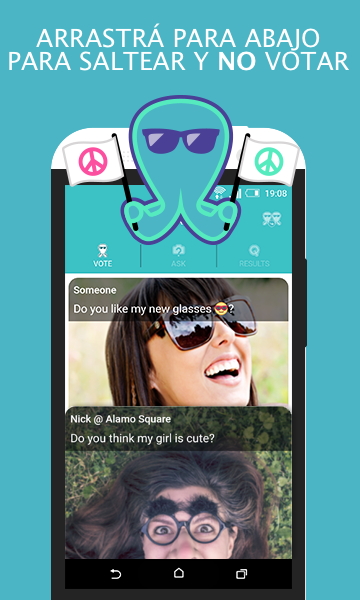 ARRASTRÁ PARA ABAJO
PARA SALTEAR Y NO VOTAR
19:08
VOTE
ASK
RESULTS
Someone
Do you like my new glasses 😎?
Nick @ Alamo Square
Do you think my girl is cute?